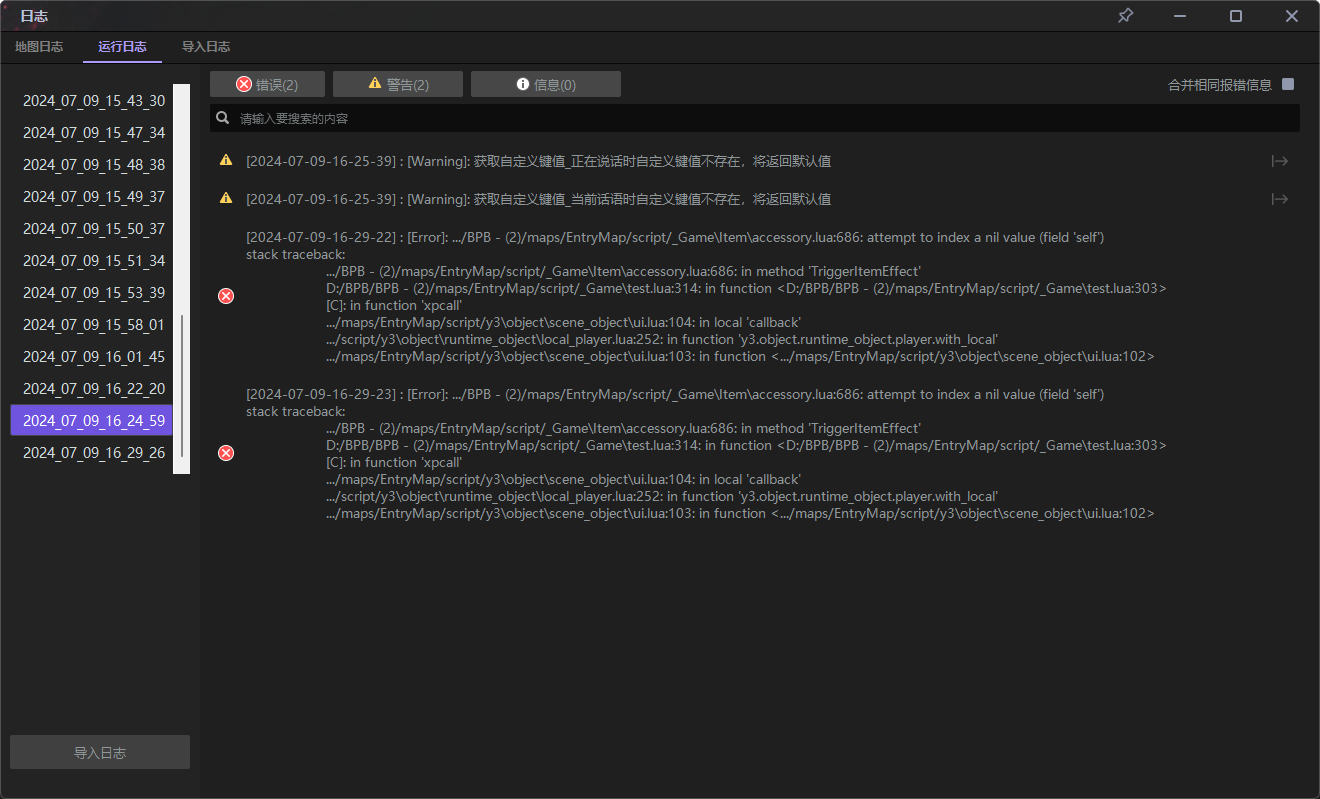 日志
地图日志 运行日志 导入日志
错误(2) 警告(2) 信息(0) 合并相同报错信息
请输入要搜索的内容
2024_07_09_15_43_30
2024_07_09_15_47_34
2024_07_09_15_48_38
2024_07_09_15_49_37
2024_07_09_15_50_37
2024_07_09_15_51_34
2024_07_09_15_53_39
2024_07_09_15_58_01
2024_07_09_16_01_45
2024_07_09_16_22_20
2024_07_09_16_24_59
2024_07_09_16_29_26
导入日志
[2024-07-09-16-25-39] : [Warning]: 获取自定义键值_正在说话时自定义键值不存在，将返回默认值
[2024-07-09-16-25-39] : [Warning]: 获取自定义键值_当前话语时自定义键值不存在，将返回默认值
[2024-07-09-16-29-22] : [Error]: .../BPB - (2)/maps/EntryMap/script/_Game\Item\accessory.lua:686: attempt to index a nil value (field 'self')
stack traceback:
.../BPB - (2)/maps/EntryMap/script/_Game\Item\accessory.lua:686: in method 'TriggerItemEffect'
D:/BPB/BPB - (2)/maps/EntryMap/script/_Game\test.lua:314: in function <D:/BPB/BPB - (2)/maps/EntryMap/script/_Game\test.lua:303>
[C]: in function 'xpcall'
.../maps/EntryMap/script/y3\object\scene_object\ui.lua:104: in local 'callback'
.../script/y3\object\runtime_object\local_player.lua:252: in function 'y3.object.runtime_object.player.with_local'
.../maps/EntryMap/script/y3\object\scene_object\ui.lua:103: in function <.../maps/EntryMap/script/y3\object\scene_object\ui.lua:102>
[2024-07-09-16-29-23] : [Error]: .../BPB - (2)/maps/EntryMap/script/_Game\Item\accessory.lua:686: attempt to index a nil value (field 'self')
stack traceback:
.../BPB - (2)/maps/EntryMap/script/_Game\Item\accessory.lua:686: in method 'TriggerItemEffect'
D:/BPB/BPB - (2)/maps/EntryMap/script/_Game\test.lua:314: in function <D:/BPB/BPB - (2)/maps/EntryMap/script/_Game\test.lua:303>
[C]: in function 'xpcall'
.../maps/EntryMap/script/y3\object\scene_object\ui.lua:104: in local 'callback'
.../script/y3\object\runtime_object\local_player.lua:252: in function 'y3.object.runtime_object.player.with_local'
.../maps/EntryMap/script/y3\object\scene_object\ui.lua:103: in function <.../maps/EntryMap/script/y3\object\scene_object\ui.lua:102>